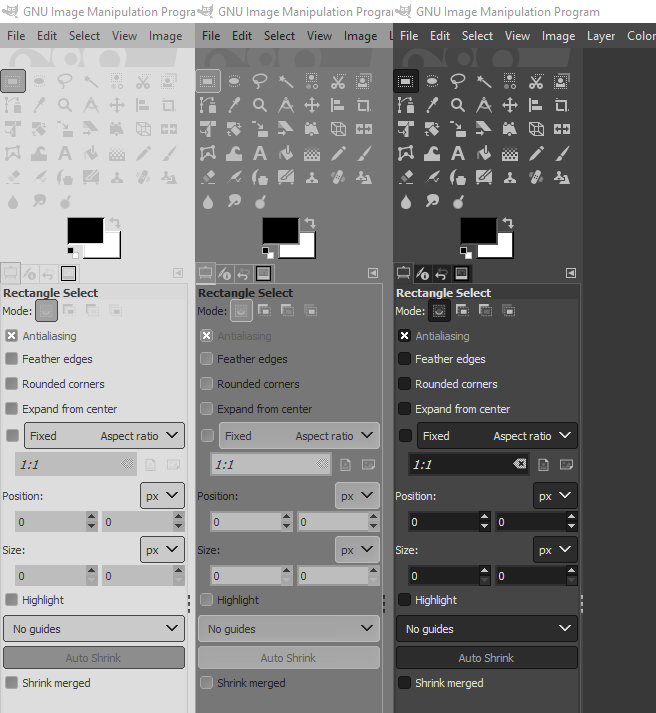 GNU Image Manipulation Program GNU Image Manipulation Program GNU Image Manipulation Program
File Edit Select View Image File Edit Select View Image File Edit Select View Image Layer Color
Rectangle Select Rectangle Select Rectangle Select
Mode: Mode: Mode:
Antialiasing Antialiasing Antialiasing
Feather edges Feather edges Feather edges
Rounded corners Rounded corners Rounded corners
Expand from center Expand from center Expand from center
Fixed Aspect ratio Fixed Aspect ratio Fixed Aspect ratio
1:1 1:1 1:1
Position: px Position: px Position: px
0 0 0 0 0 0
Size: px Size: px Size: px
0 0 0 0 0 0
Highlight Highlight Highlight
No guides No guides No guides
Auto Shrink Auto Shrink Auto Shrink
Shrink merged Shrink merged Shrink merged